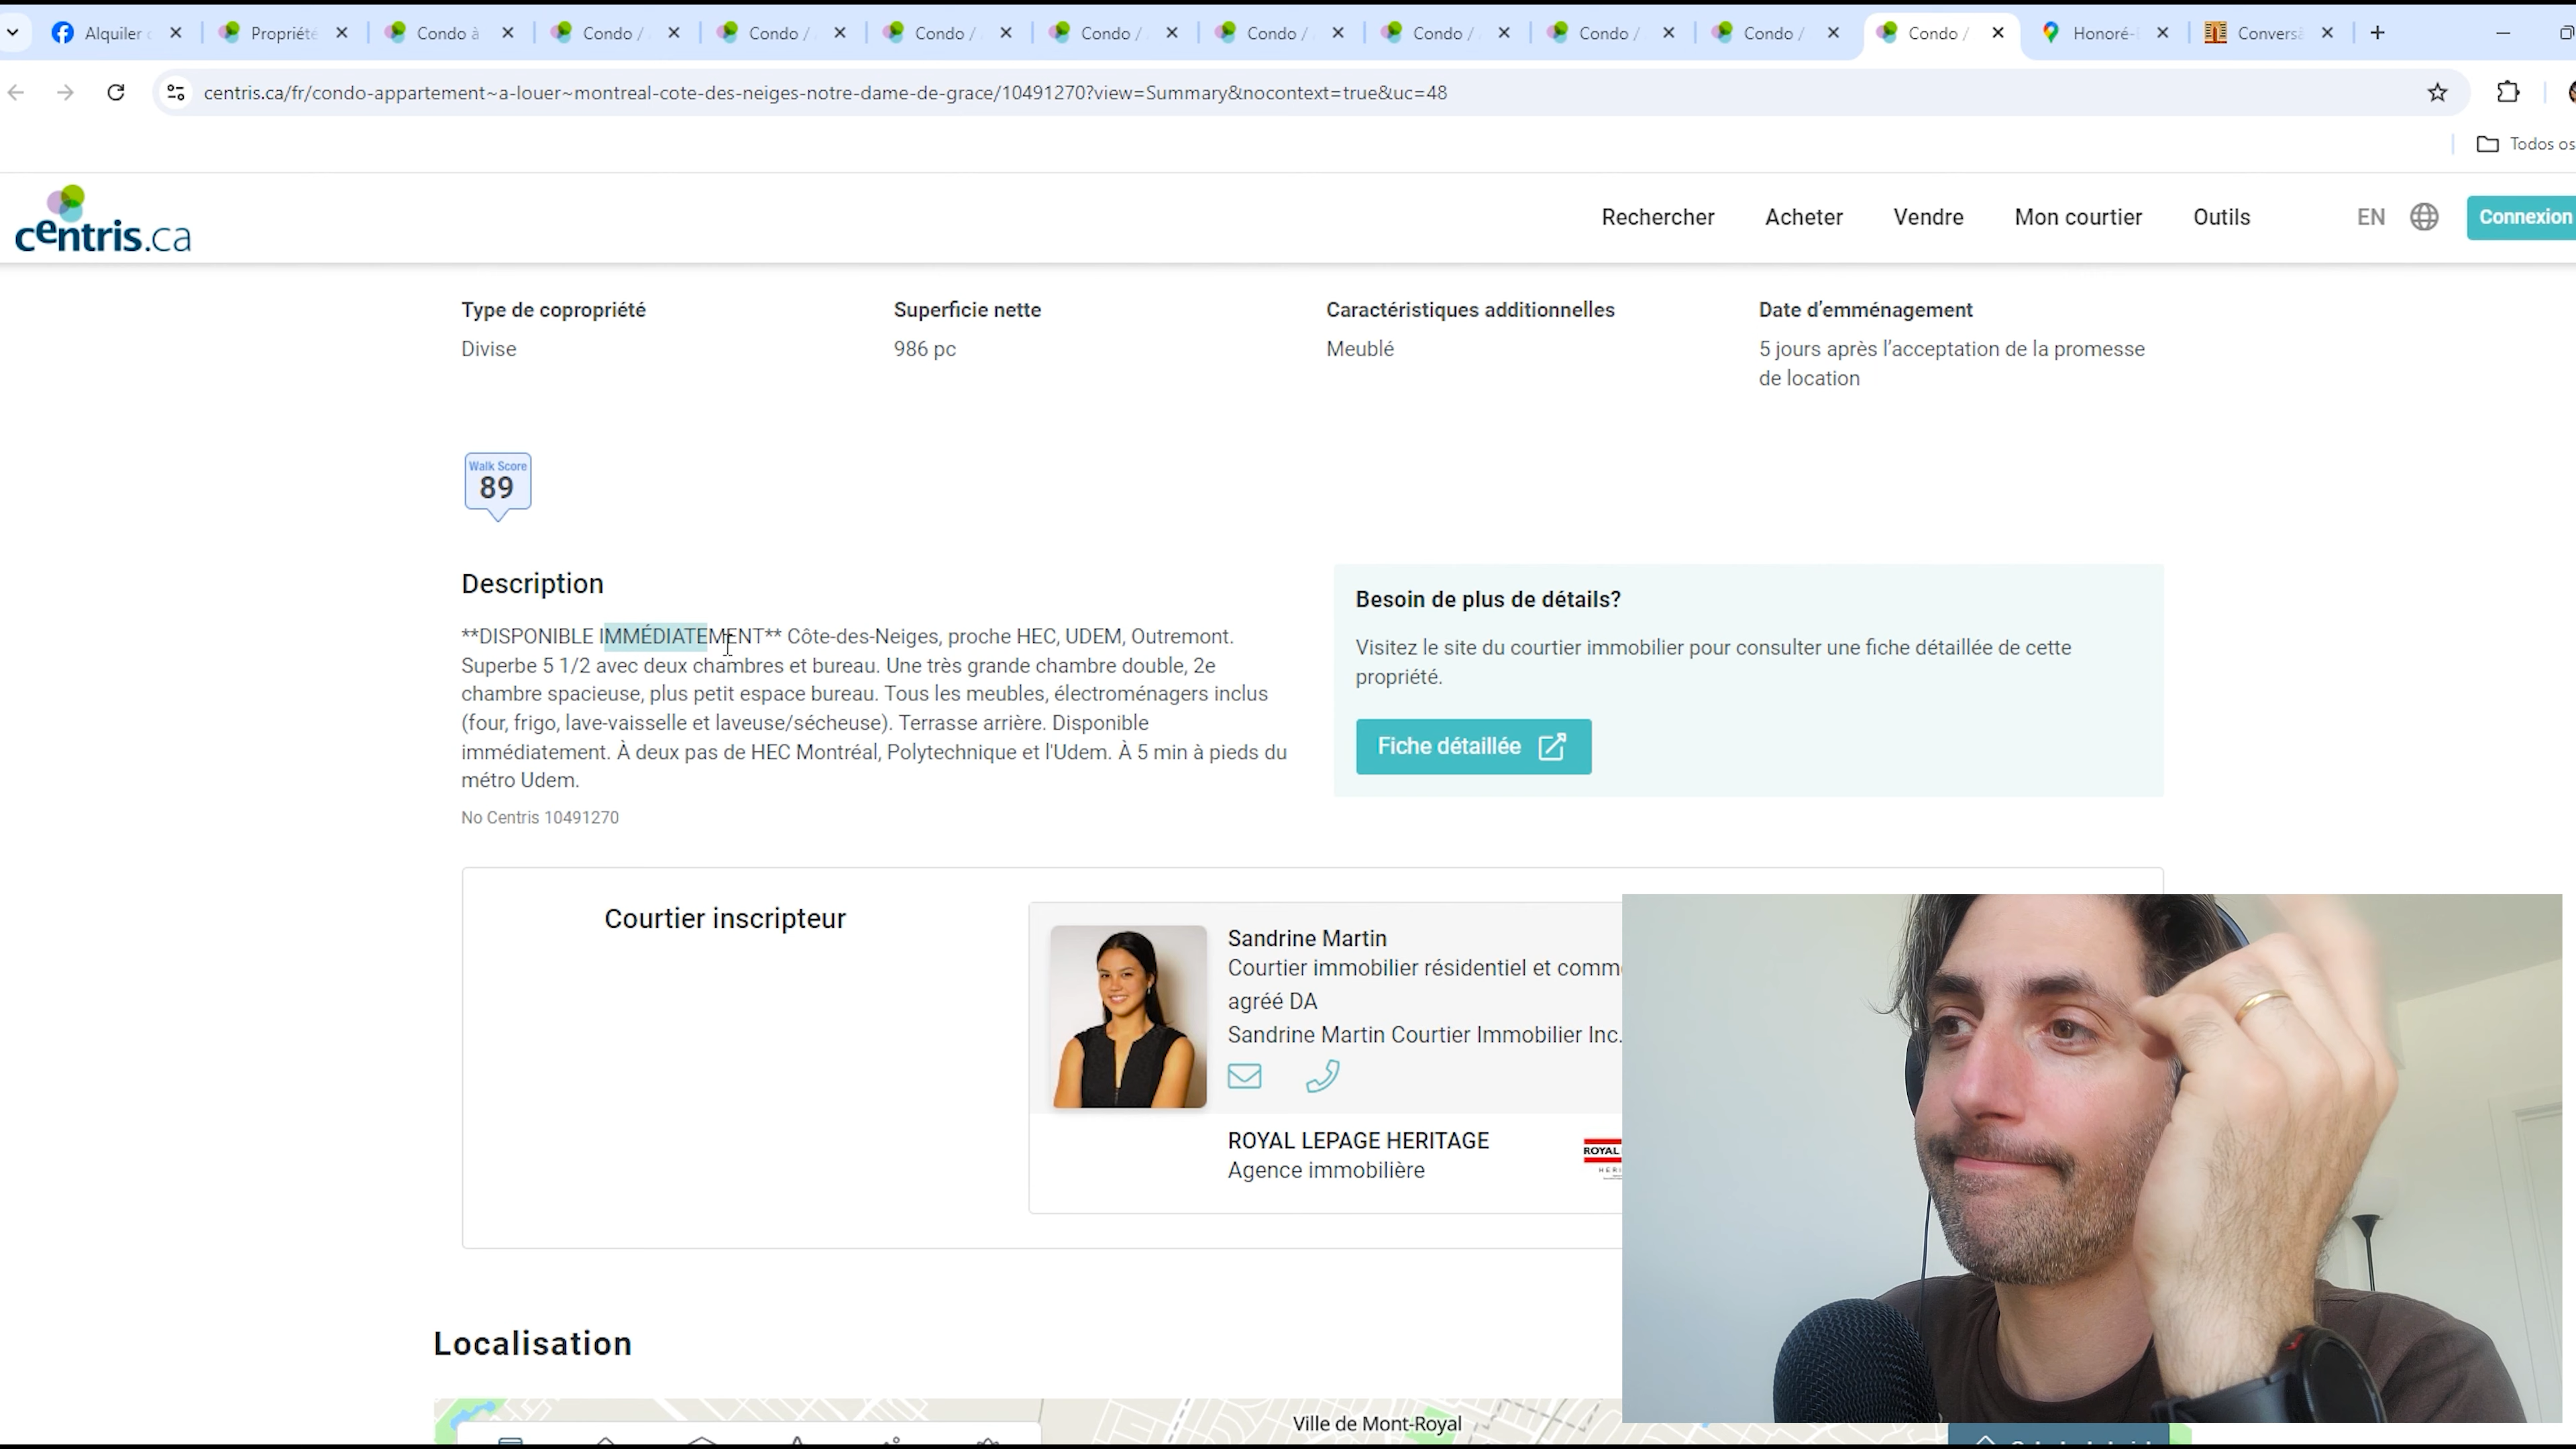 Alquiler
Propriété
Condo à
Condo /
Condo /
Condo /
Condo /
Condo /
Condo /
Condo /
Condo /
Condo /
Honoré-
Conversã
centris.ca/fr/condo-appartement~a-louer~montreal-cote-des-neiges-notre-dame-de-grace/10491270?view=Summary&nocontext=true&uc=48
Todos os
centris.ca
Rechercher
Acheter
Vendre
Mon courtier
Outils
EN
Connexion
Type de copropriété
Divise
Superficie nette
986 pc
Caractéristiques additionnelles
Meublé
Date d'emménagement
5 jours après l'acceptation de la promesse
de location
Walk Score
89
Description
**DISPONIBLE IMMÉDIATEMENT** Côte-des-Neiges, proche HEC, UDEM, Outremont.
Superbe 5 1/2 avec deux chambres et bureau. Une très grande chambre double, 2e
chambre spacieuse, plus petit espace bureau. Tous les meubles, électroménagers inclus
(four, frigo, lave-vaisselle et laveuse/sécheuse). Terrasse arrière. Disponible
immédiatement. À deux pas de HEC Montréal, Polytechnique et l'Udem. À 5 min à pieds du
métro Udem.
No Centris 10491270
Besoin de plus de détails?
Visitez le site du courtier immobilier pour consulter une fiche détaillée de cette
propriété.
Fiche détaillée
Courtier inscripteur
Sandrine Martin
Courtier immobilier résidentiel et comm
agréé DA
Sandrine Martin Courtier Immobilier Inc.
ROYAL LEPAGE HERITAGE
Agence immobilière
ROYAL
HERI
Localisation
Ville de Mont-Royal